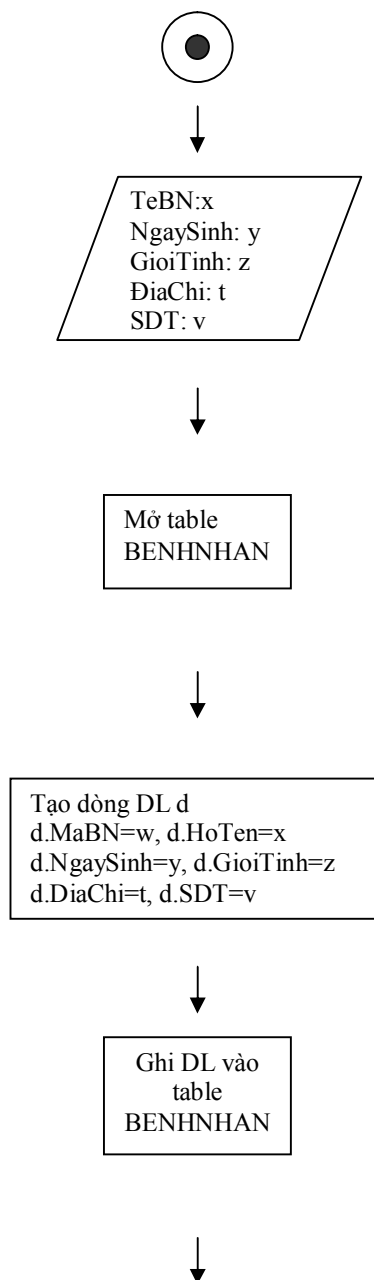 TeBN:x
NgaySinh: y
GioiTinh: z
ĐiaChi: t
SDT: v
Mở table
BENHNHAN
Tạo dòng DL d
d.MaBN=w, d.HoTen=x
d.NgaySinh=y, d.GioiTinh=z
d.DiaChi=t, d.SDT=v
Ghi DL vào
table
BENHNHAN